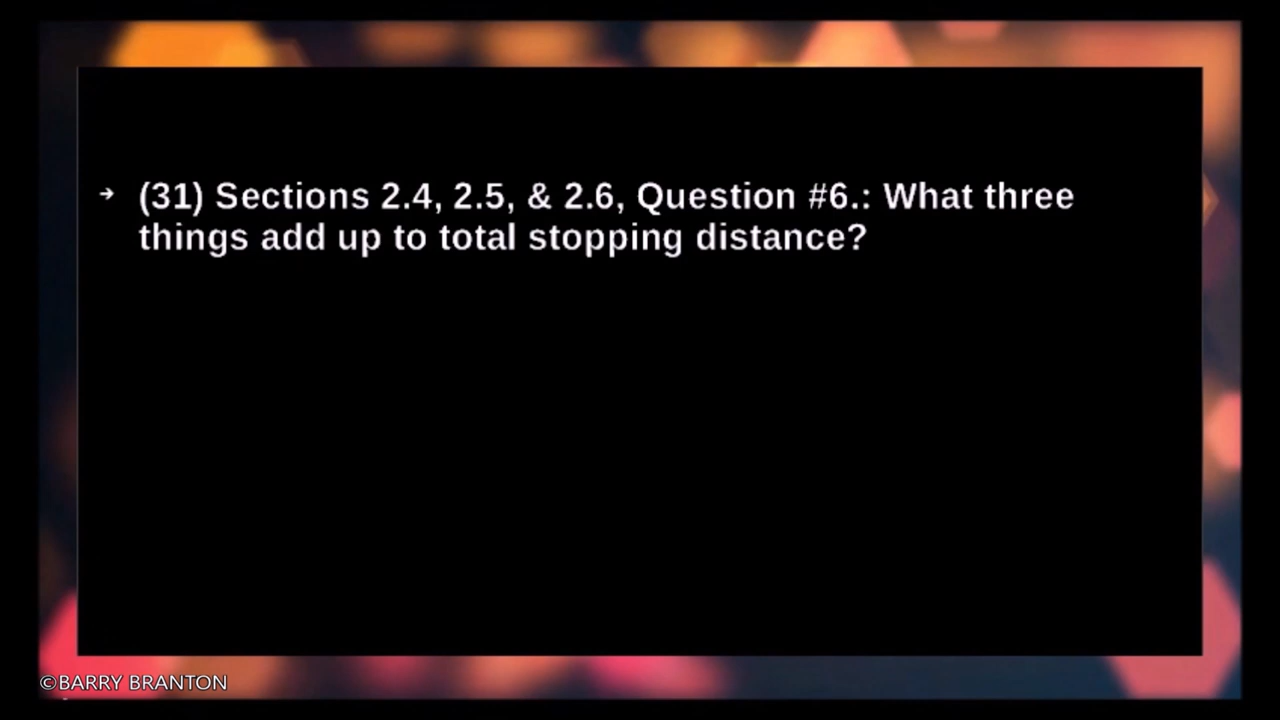 → (31) Sections 2.4, 2.5, & 2.6, Question #6.: What three
things add up to total stopping distance?
©BARRY BRANTON